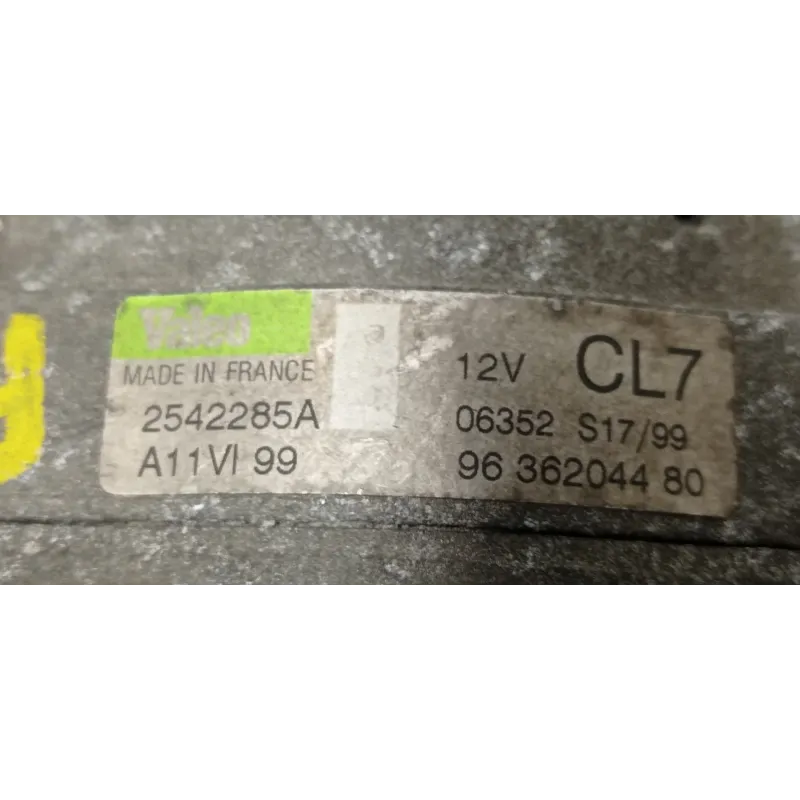 Valeo
MADE IN FRANCE
2542285A
A11VI 99
12V CL7
06352 S17/99
96 362044 80